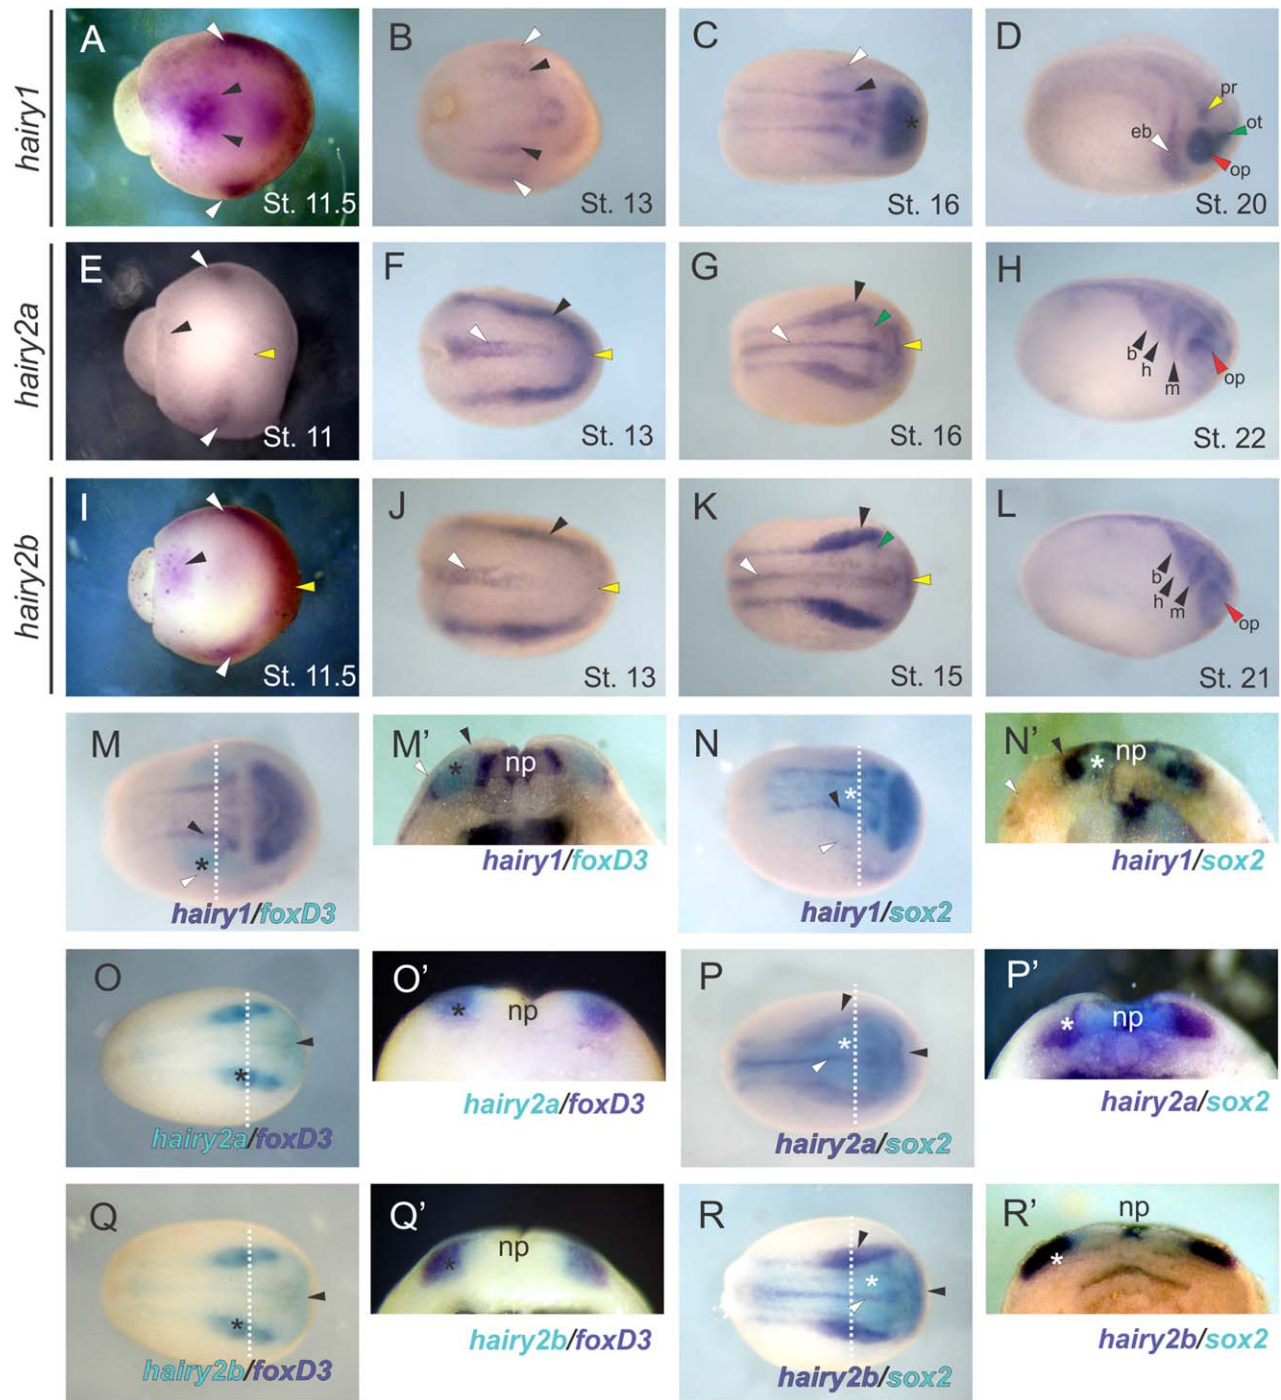 hairy1
A
St. 11.5
B
St. 13
C
*
St. 16
D
pr
ot
eb
op
St. 20
hairy2a
E
St. 11
F
St. 13
G
St. 16
H
b
h
m
op
St. 22
hairy2b
I
St. 11.5
J
St. 13
K
St. 15
L
b
h
m
op
St. 21
M
*
hairy1/foxD3
M'
*
np
hairy1/foxD3
N
*
hairy1/sox2
N'
*
np
hairy1/sox2
O
*
hairy2a/foxD3
O'
*
np
hairy2a/foxD3
P
*
hairy2a/sox2
P'
*
np
hairy2a/sox2
Q
*
hairy2b/foxD3
Q'
*
np
hairy2b/foxD3
R
*
hairy2b/sox2
R'
np
*
hairy2b/sox2